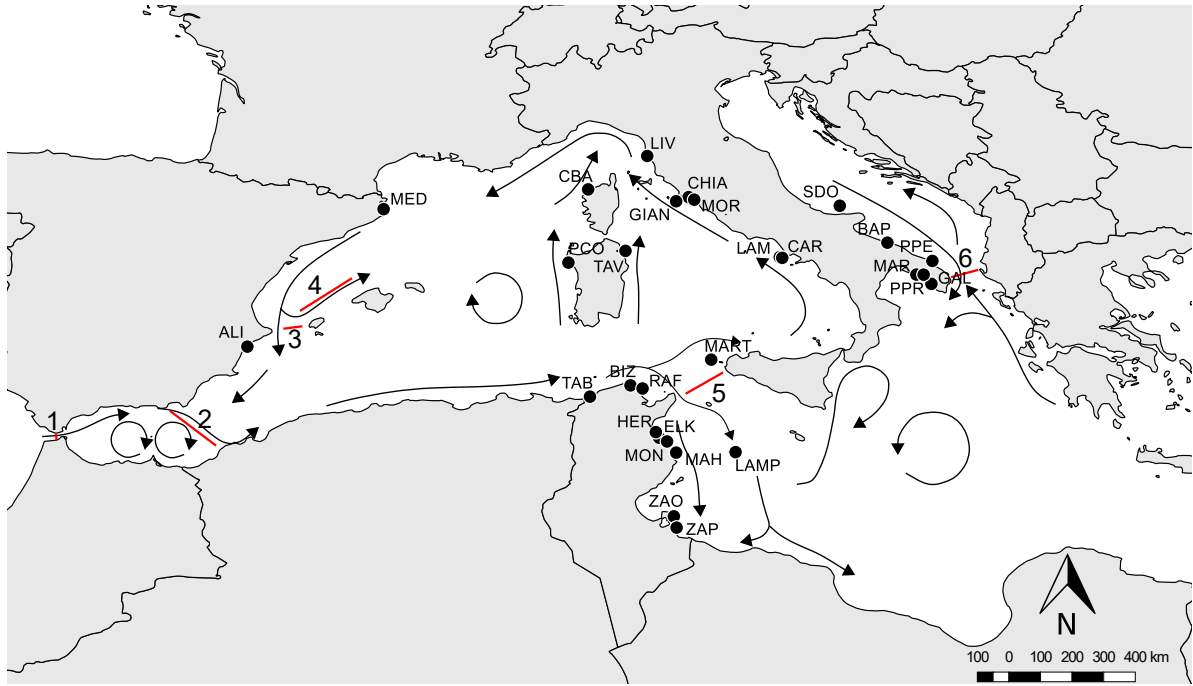 LIV
CBA
CHIA
MED
GIAN
MOR
SDO
BAP
PCO
TAV
LAM
CAR
PPE
6
MAR
GAL
PPR
4
3
ALI
MART
BIZ
TAB
RAF
5
1
2
HER
ELK
MON
MAH
LAMP
ZAO
ZAP
N
100 0 100 200 300 400 km